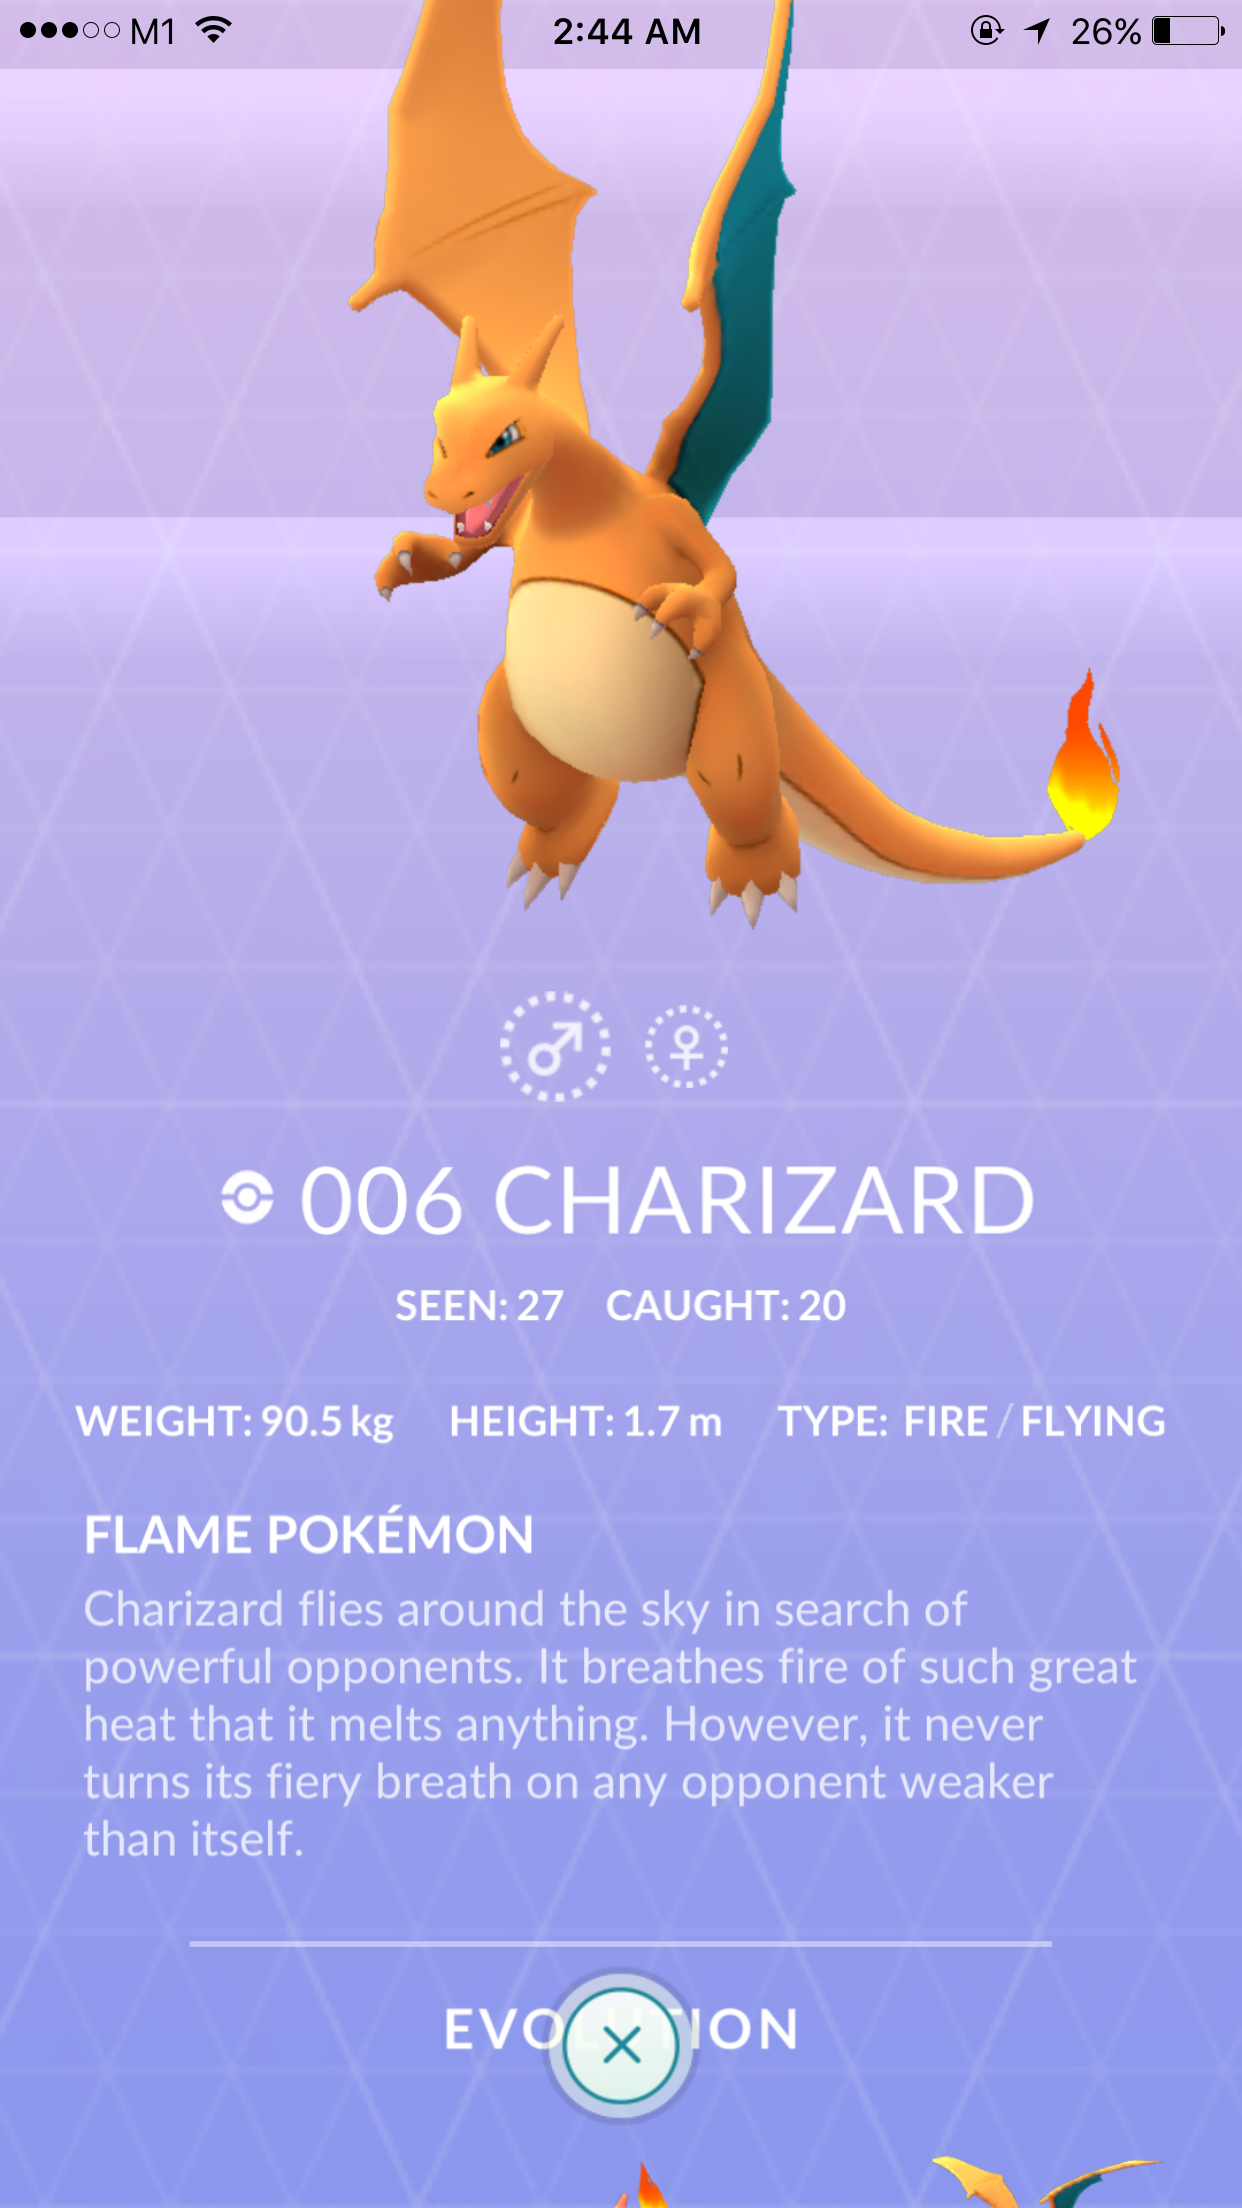 M1 2:44 AM 26%
006 CHARIZARD
SEEN: 27 CAUGHT: 20
WEIGHT: 90.5 kg HEIGHT: 1.7 m TYPE: FIRE / FLYING
FLAME POKÉMON
Charizard flies around the sky in search of
powerful opponents. It breathes fire of such great
heat that it melts anything. However, it never
turns its fiery breath on any opponent weaker
than itself.
EVOLUTION